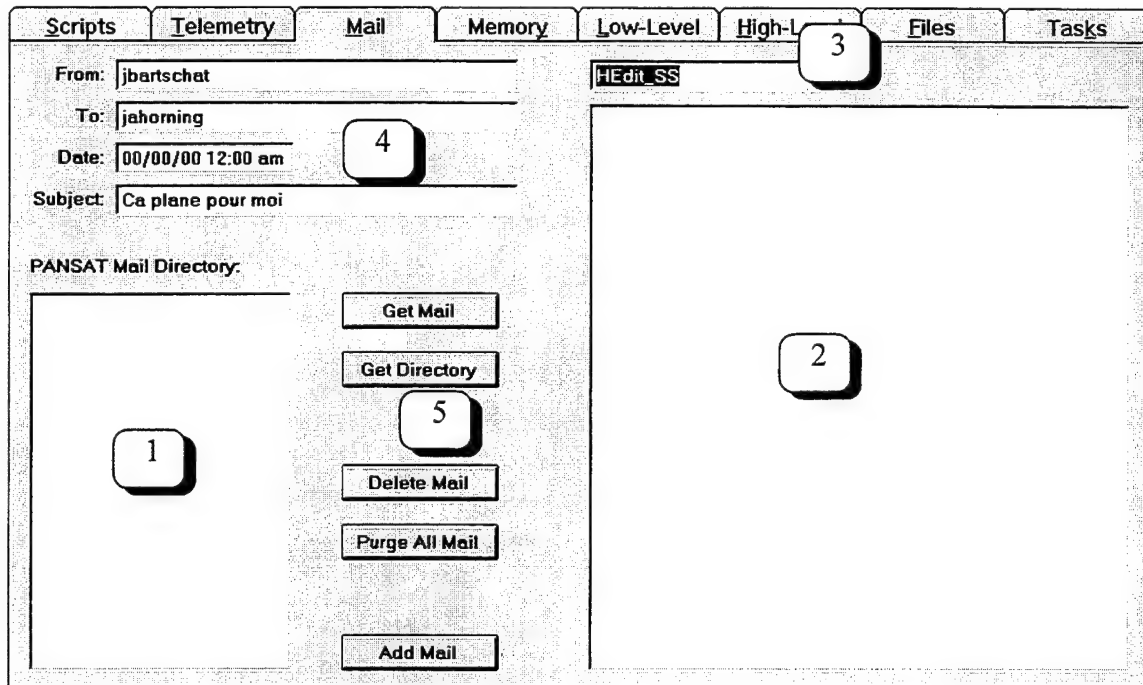 Scripts Telemetry Mail Memory Low-Level High-L Files Tasks
3
From: jbartschat
HEdit_SS
To: jahorning
4
Date: 00/00/00 12:00 am
Subject: Ca plane pour moi
PANSAT Mail Directory:
Get Mail
2
Get Directory
5
1
Delete Mail
Purge All Mail
Add Mail